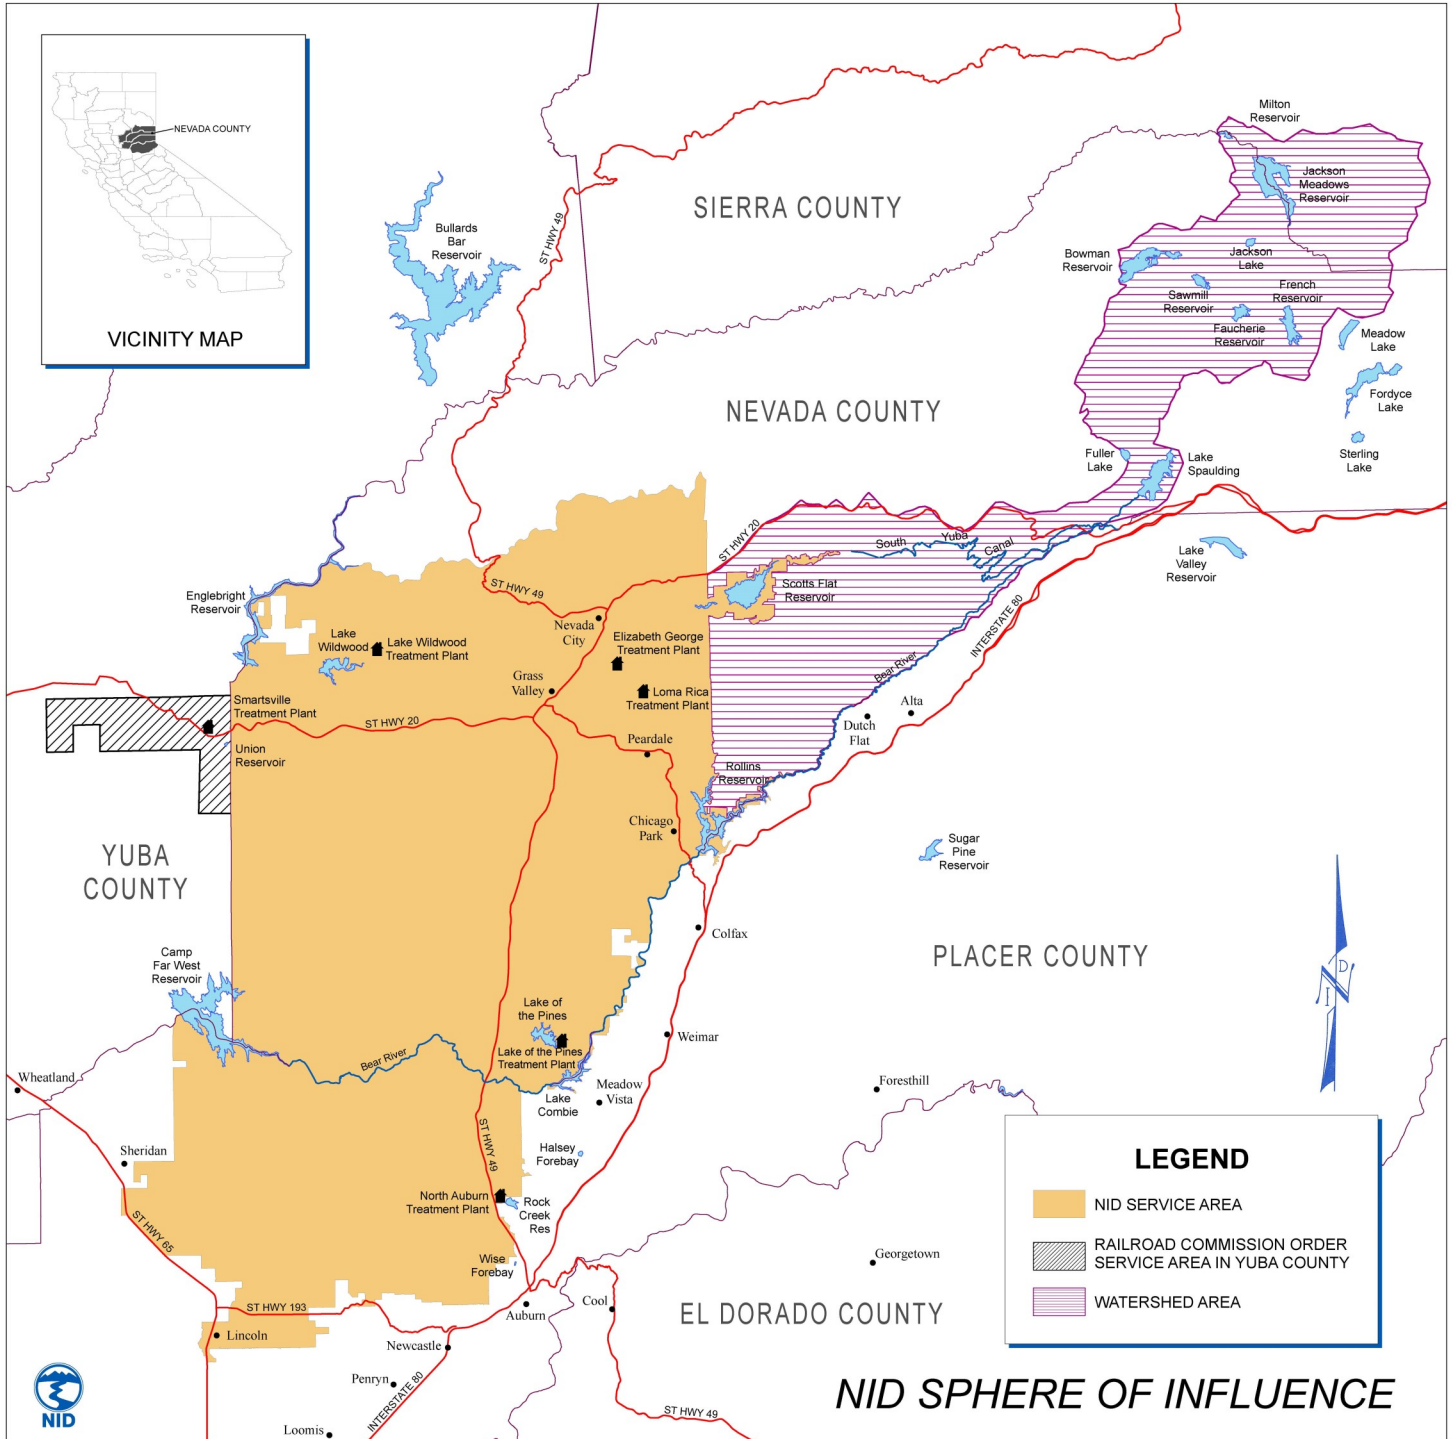 NEVADA COUNTY
VICINITY MAP
Milton
Reservoir
Jackson
Meadows
Reservoir
SIERRA COUNTY
ST HWY 49
Bullards
Bar
Reservoir
Bowman
Reservoir
Jackson
Lake
Sawmill
Reservoir
French
Reservoir
Faucherie
Reservoir
Meadow
Lake
Fordyce
Lake
NEVADA COUNTY
Fuller
Lake
Lake
Spaulding
Sterling
Lake
ST HWY 20
South Yuba Canal
Lake
Valley
Reservoir
Englebright
Reservoir
ST HWY 49
Scotts Flat
Reservoir
INTERSTATE 80
Nevada
City
Lake
Wildwood
Lake Wildwood
Treatment Plant
Elizabeth George
Treatment Plant
Bear River
Grass
Valley
Loma Rica
Treatment Plant
Smartsville
Treatment Plant
ST HWY 20
Alta
Dutch
Flat
Union
Reservoir
Peardale
Rollins
Reservoir
Chicago
Park
YUBA
COUNTY
Sugar
Pine
Reservoir
Colfax
PLACER COUNTY
Camp
Far West
Reservoir
Lake of
the Pines
Lake of the Pines
Treatment Plant
Weimar
Bear River
N
I
D
Wheatland
Lake
Combie
Meadow
Vista
Foresthill
ST HWY 49
Sheridan
Halsey
Forebay
North Auburn
Treatment Plant
Rock
Creek
Res
ST HWY 65
Wise
Forebay
Georgetown
LEGEND
NID SERVICE AREA
RAILROAD COMMISSION ORDER
SERVICE AREA IN YUBA COUNTY
WATERSHED AREA
ST HWY 193
Auburn
Cool
EL DORADO COUNTY
Lincoln
Newcastle
Penryn
INTERSTATE 80
Loomis
ST HWY 49
NID
NID SPHERE OF INFLUENCE